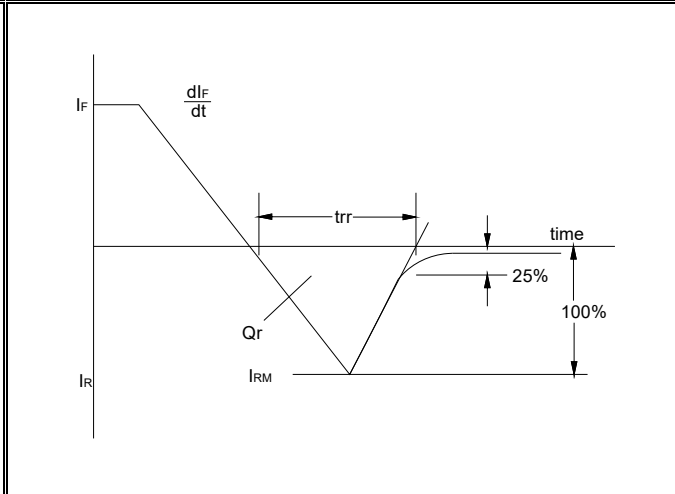 IF
dIF
dt
trr
time
25%
100%
Qr
IR
IRM